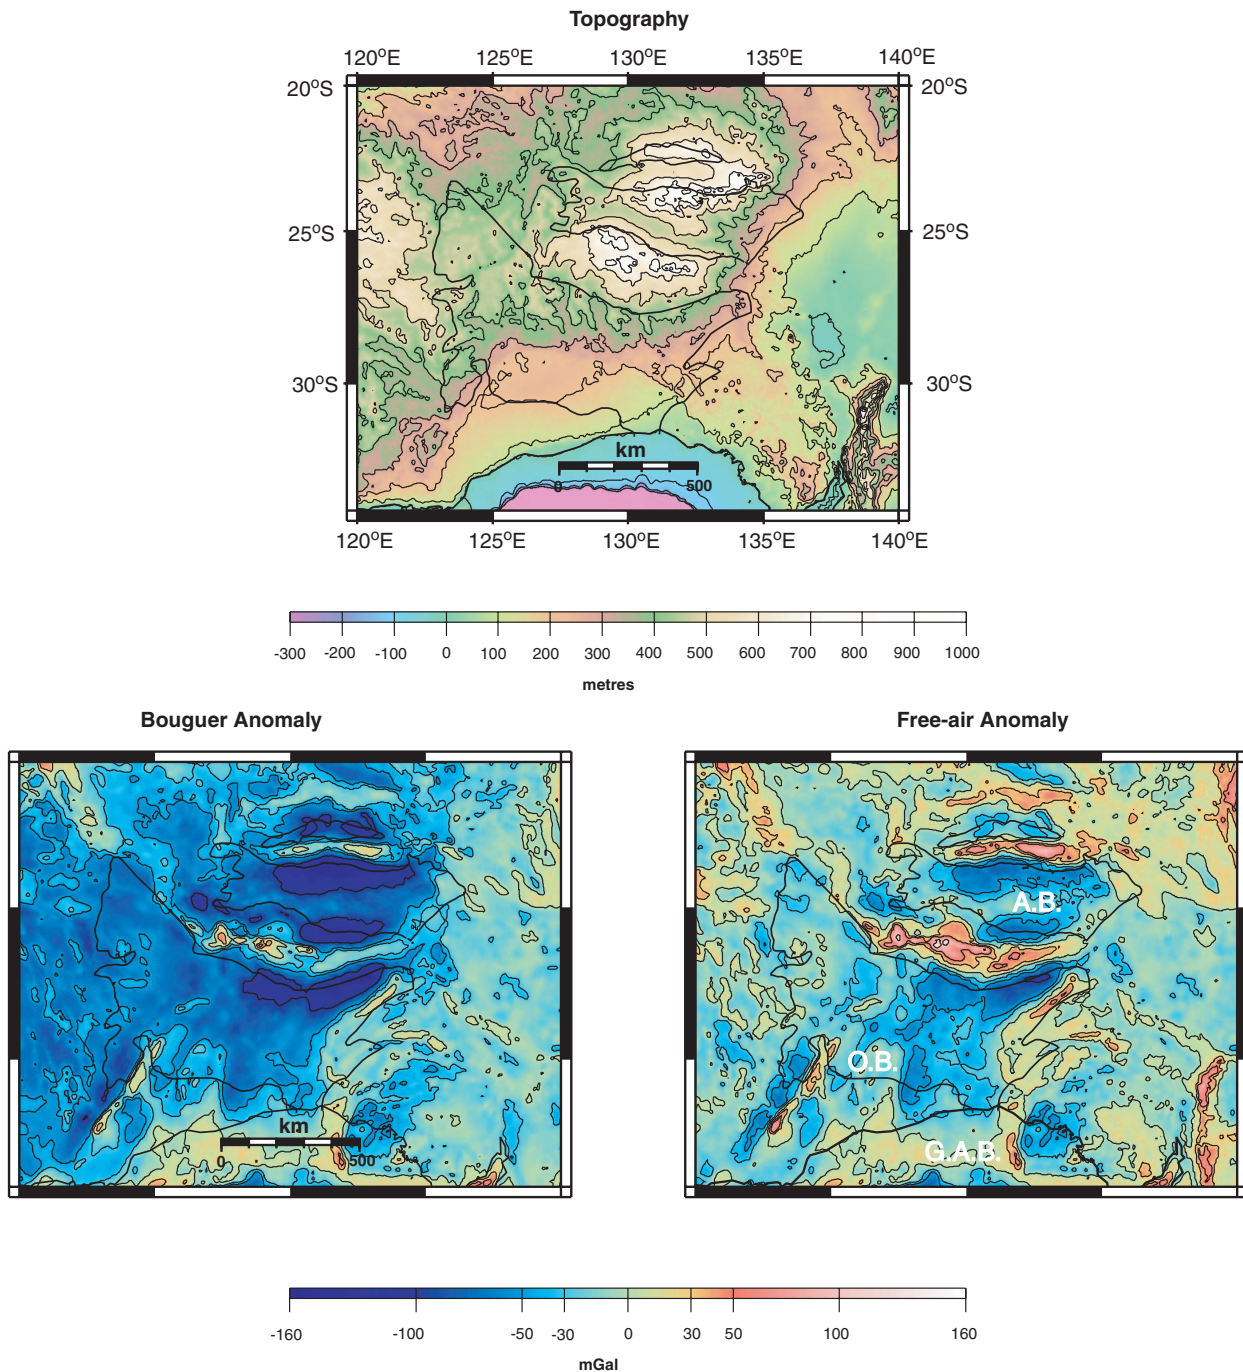 Topography
120°E 125°E 130°E 135°E 140°E
20°S 20°S
25°S 25°S
30°S 30°S
km
0 500
120°E 125°E 130°E 135°E 140°E
-300 -200 -100 0 100 200 300 400 500 600 700 800 900 1000
metres
Bouguer Anomaly Free-air Anomaly
A.B.
O.B.
km
0 500
G.A.B.
-160 -100 -50 -30 0 30 50 100 160
mGal